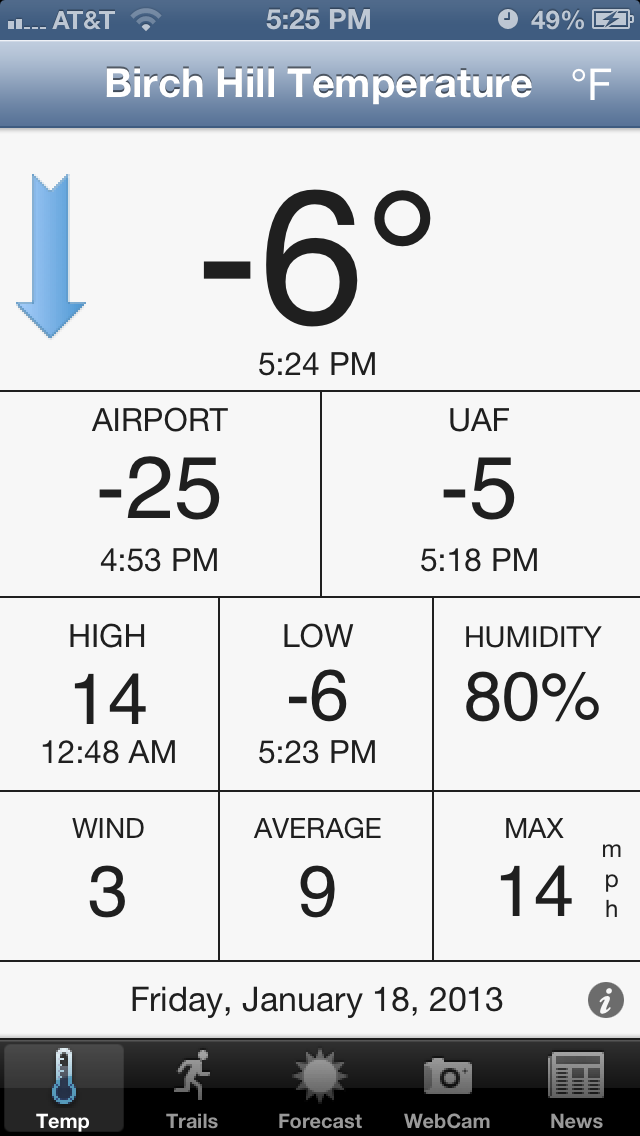 AT&T 5:25 PM 49%
Birch Hill Temperature °F
-6°
5:24 PM
AIRPORT UAF
-25 -5
4:53 PM 5:18 PM
HIGH LOW HUMIDITY
14 -6 80%
12:48 AM 5:23 PM
WIND AVERAGE MAX
3 9 14 mph
Friday, January 18, 2013 i
Temp Trails Forecast WebCam News